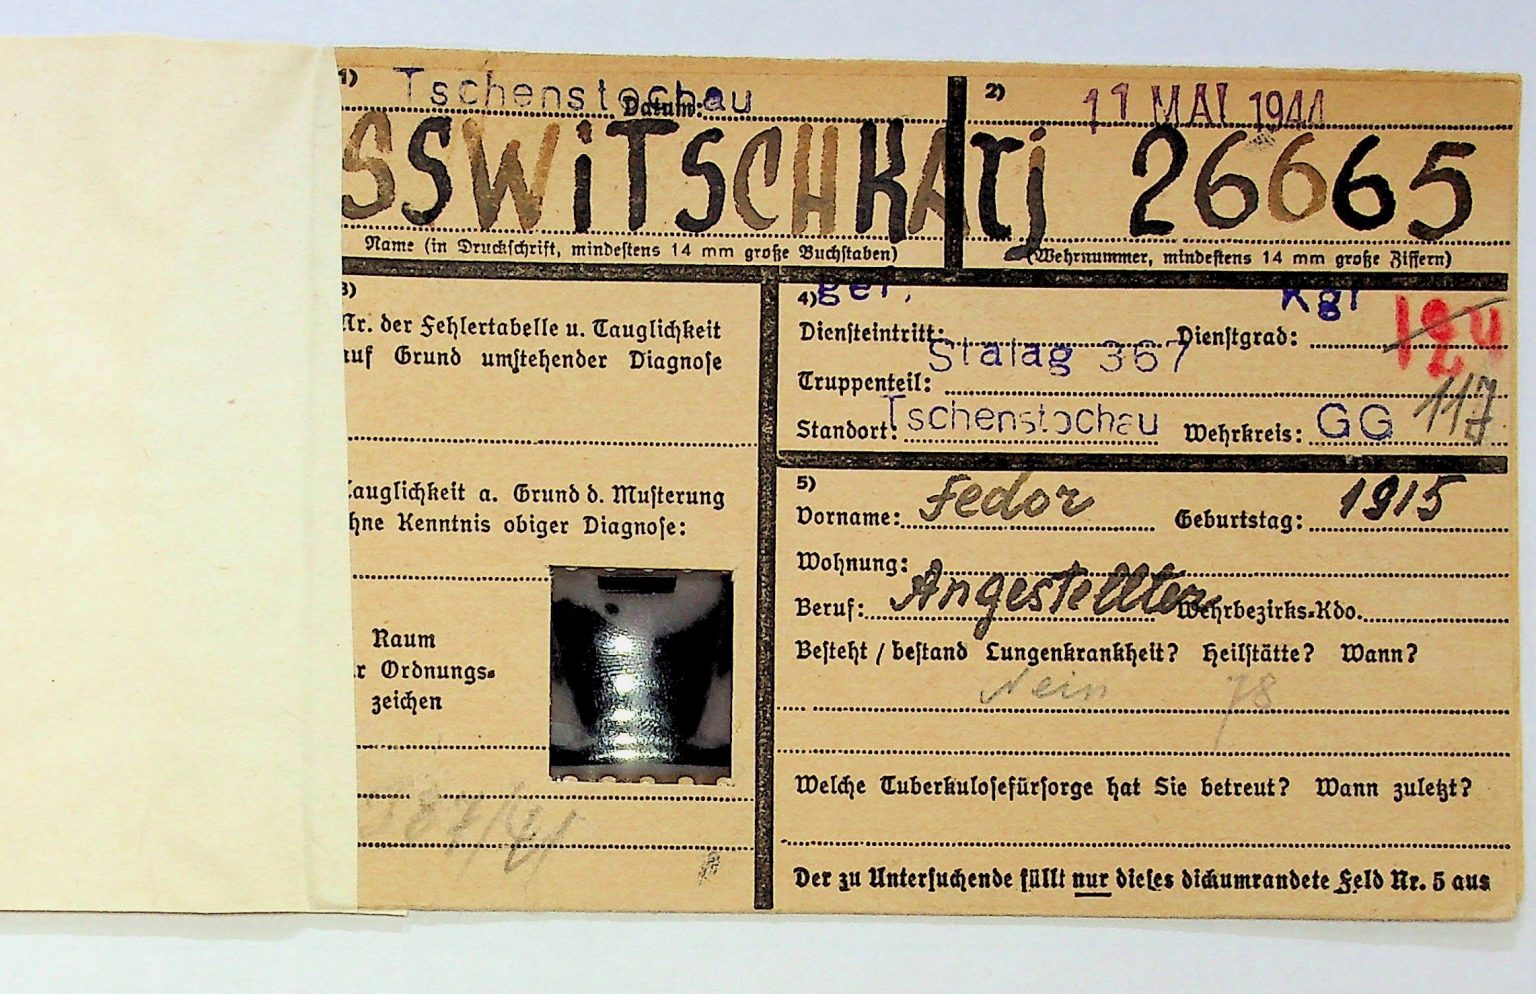 1) Tschenstochau Datum: 2) 11 MAI 1944
SSWiTSCHKATj 26665
Name (in Druckschrift, mindestens 14 mm große Buchstaben) (Wehrnummer, mindestens 14 mm große Ziffern)
3)
Nr. der Fehlertabelle u. Tauglichkeit
auf Grund umstehender Diagnose
Tauglichkeit a. Grund d. Musterung
ohne Kenntnis obiger Diagnose:
Raum
Ordnungs-
zeichen
4) gef. Kgf
Diensteintritt: Dienstgrad: 124
Stalag 367
Truppenteil:
Standort: Tschenstochau Wehrkreis: GG 117
5)
Vorname: Fedor Geburtstag: 1915
Wohnung:
Beruf: Angestellter Wehrbezirks-Kdo.
Besteht / bestand Lungenkrankheit? Heilstätte? Wann?
Nein 78
Welche Tuberkulosefürsorge hat Sie betreut? Wann zuletzt?
Der zu Untersuchende füllt nur dieses dickumrandete Feld Nr. 5 aus